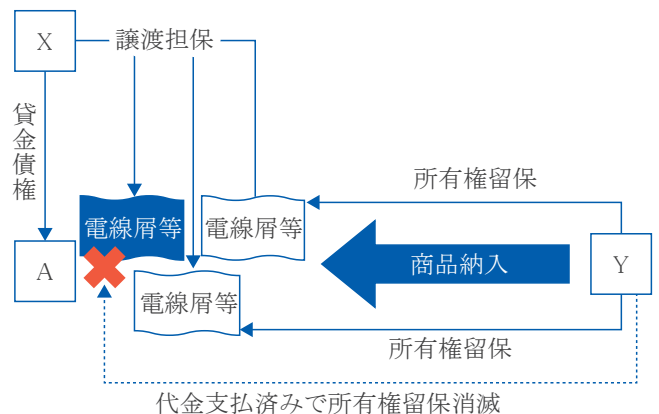 X
譲渡担保
貸金債権
所有権留保
電線屑等
電線屑等
A
商品納入
Y
電線屑等
所有権留保
代金支払済みで所有権留保消滅